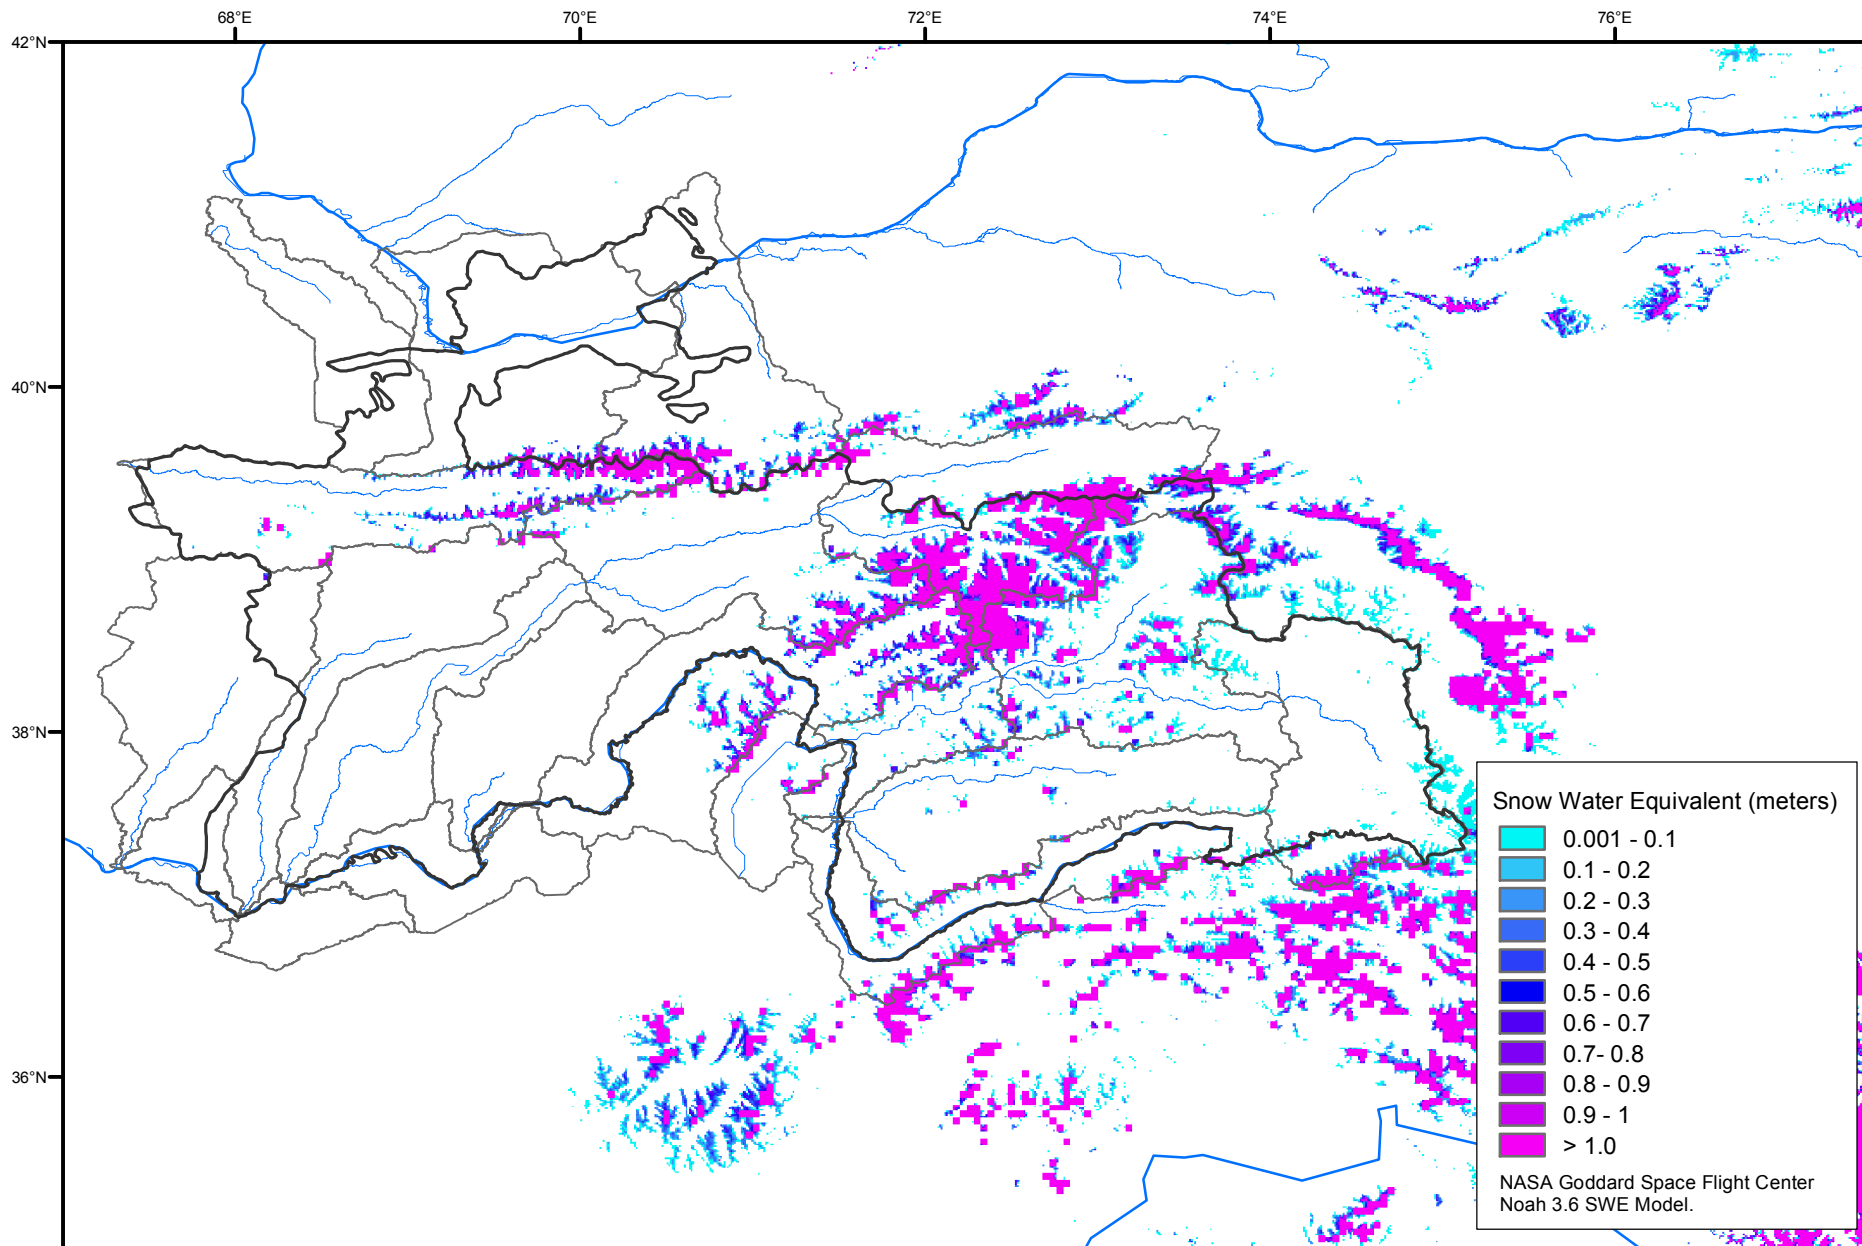 68°E
70°E
72°E
74°E
76°E
42°N
40°N
38°N
36°N
Snow Water Equivalent (meters)
0.001 - 0.1
0.1 - 0.2
0.2 - 0.3
0.3 - 0.4
0.4 - 0.5
0.5 - 0.6
0.6 - 0.7
0.7- 0.8
0.8 - 0.9
0.9 - 1
> 1.0
NASA Goddard Space Flight Center
Noah 3.6 SWE Model.